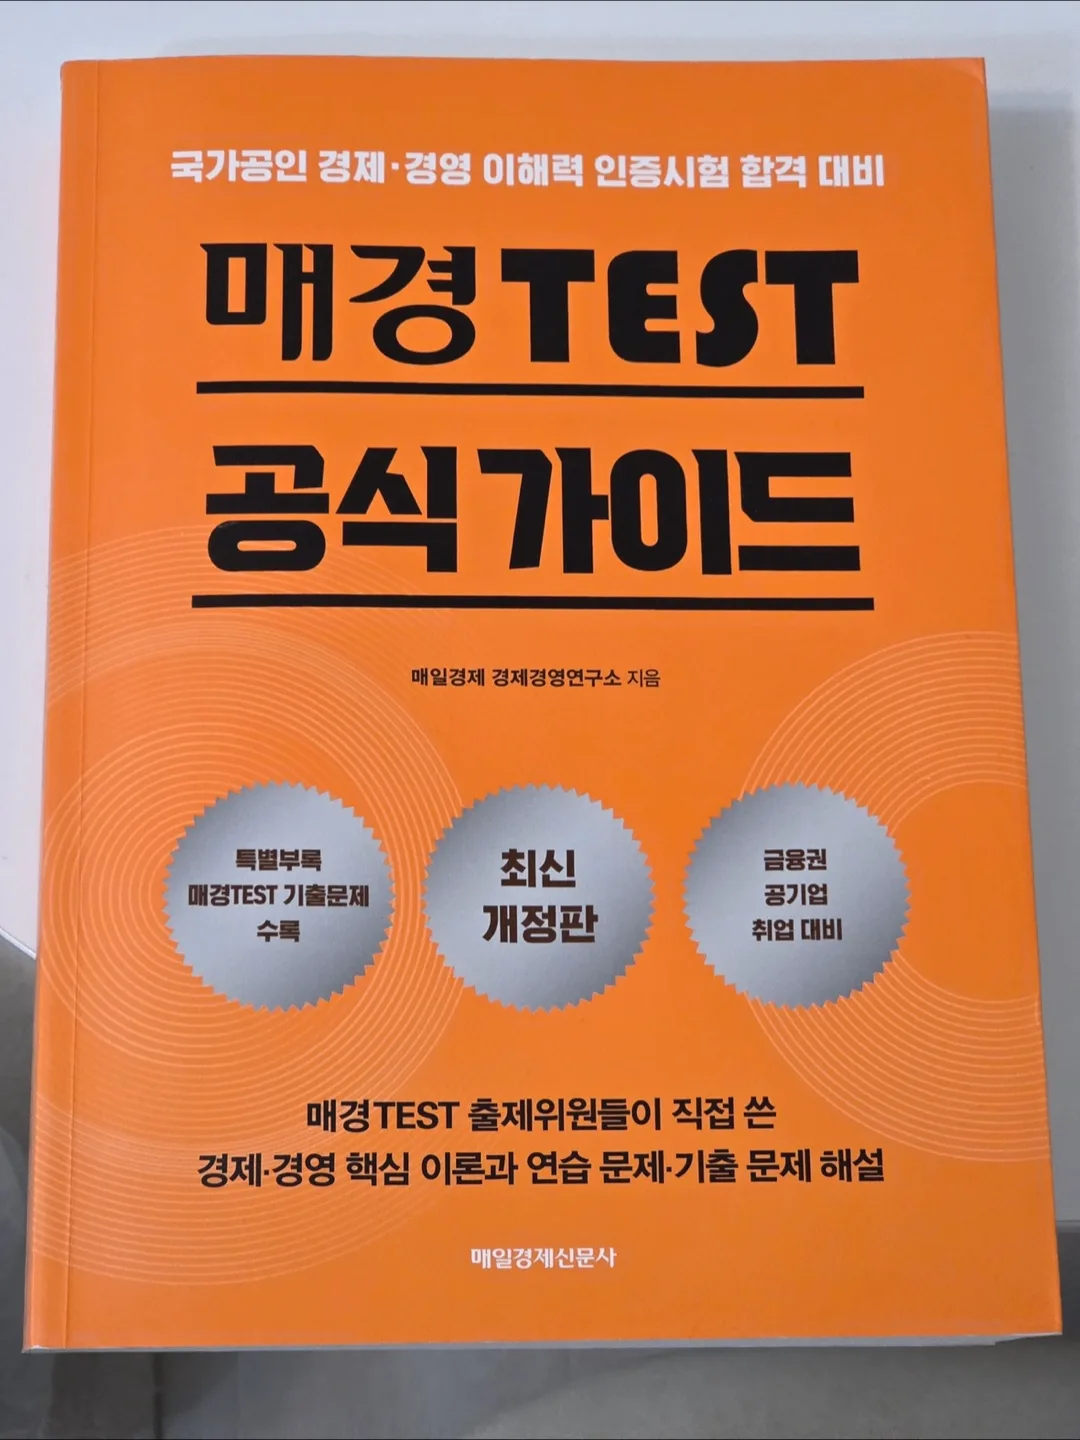 국가공인 경제·경영 이해력 인증시험 합격 대비
매경TEST
공식 가이드
매일경제 경제경영연구소 지음
특별부록
매경TEST 기출문제
수록
최신
개정판
금융권
공기업
취업 대비
매경TEST 출제위원들이 직접 쓴
경제·경영 핵심 이론과 연습 문제·기출 문제 해설
매일경제신문사